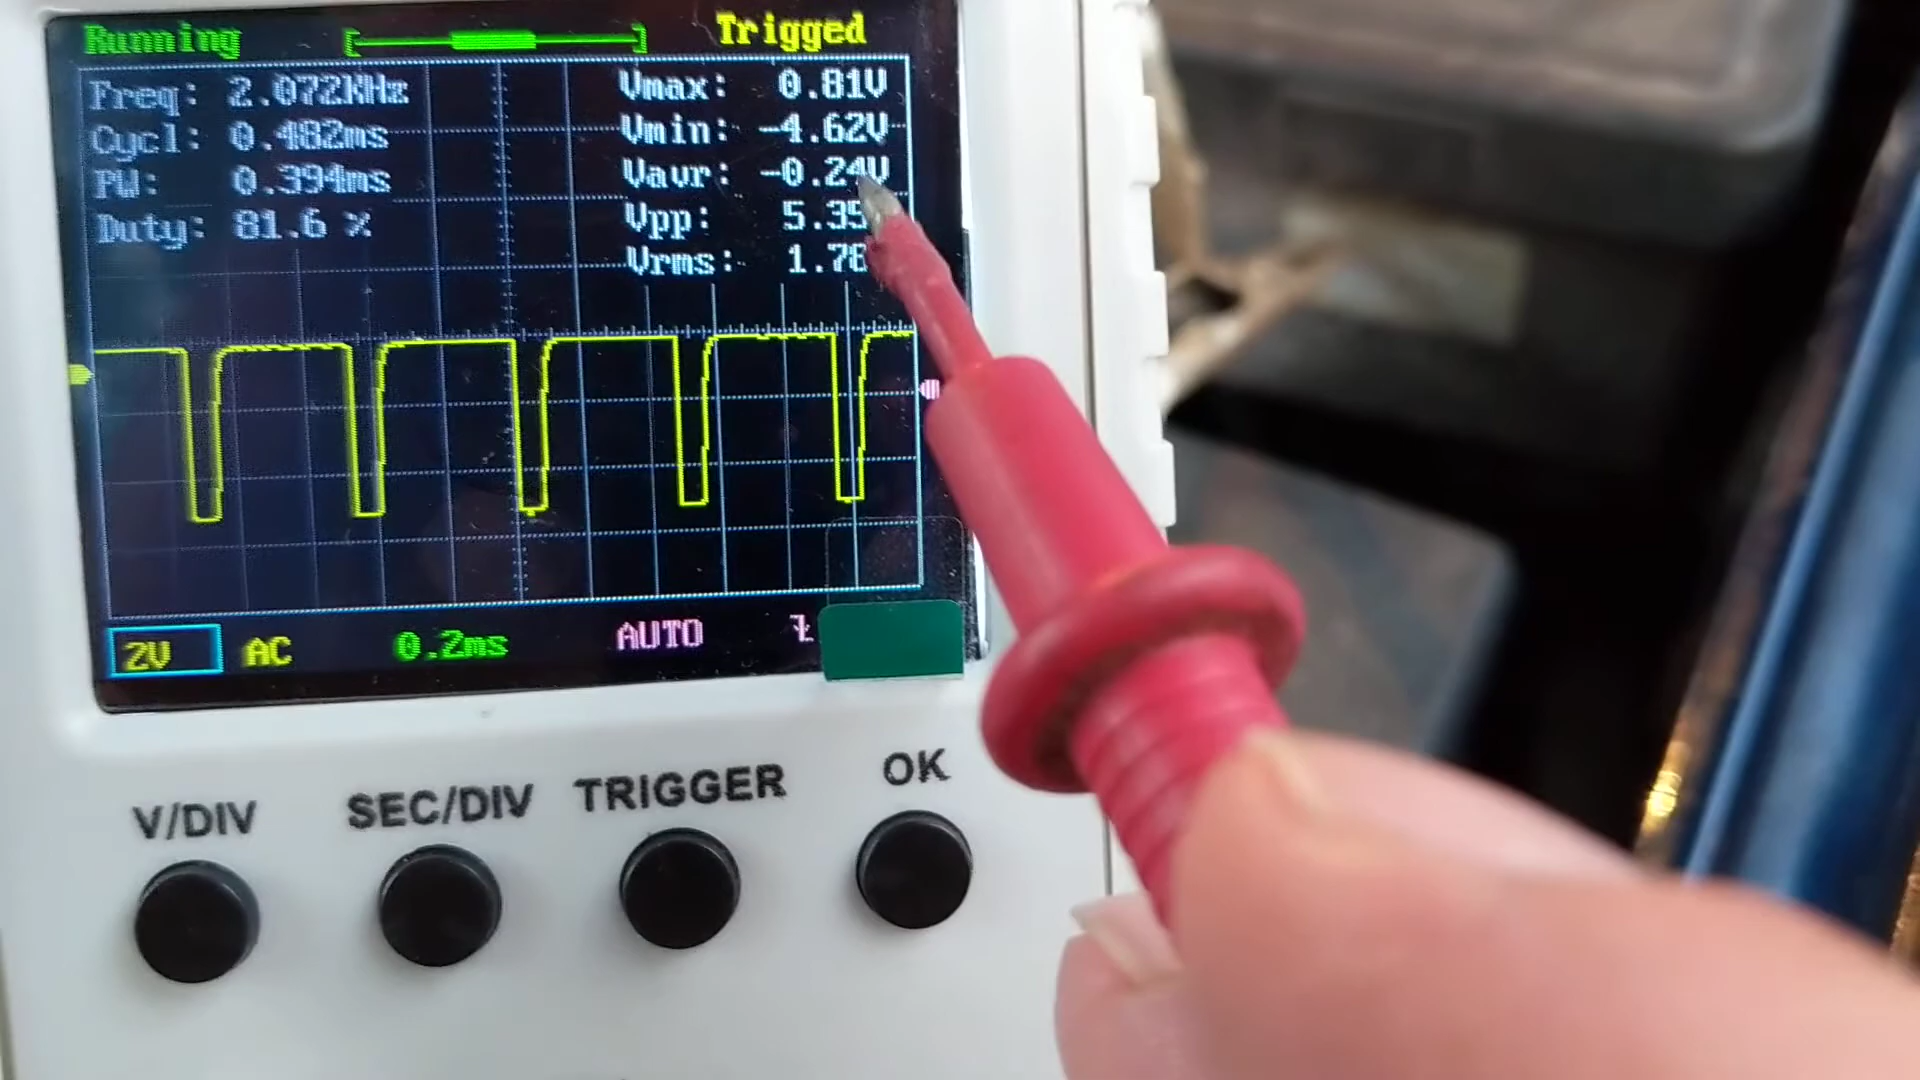 Running
Trigged
Freq: 2.072KHz
Cycl: 0.482ms
PW: 0.394ms
Duty: 81.6 %
Vmax: 0.81V
Vmin: -4.62V
Vavr: -0.24V
Vpp: 5.35
Vrms: 1.78
2V
AC
0.2ms
AUTO
V/DIV
SEC/DIV
TRIGGER
OK